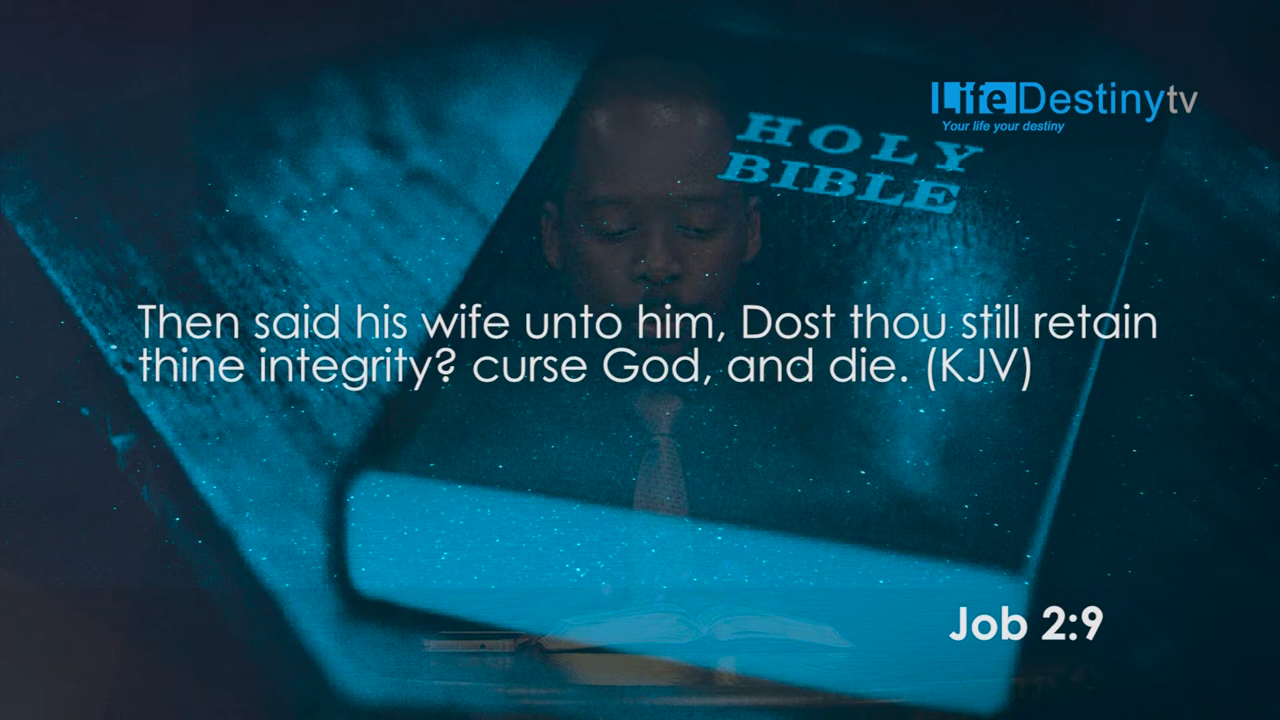 LifeDestinytv
Your life your destiny
HOLY
BIBLE
Then said his wife unto him, Dost thou still retain
thine integrity? curse God, and die. (KJV)
Job 2:9